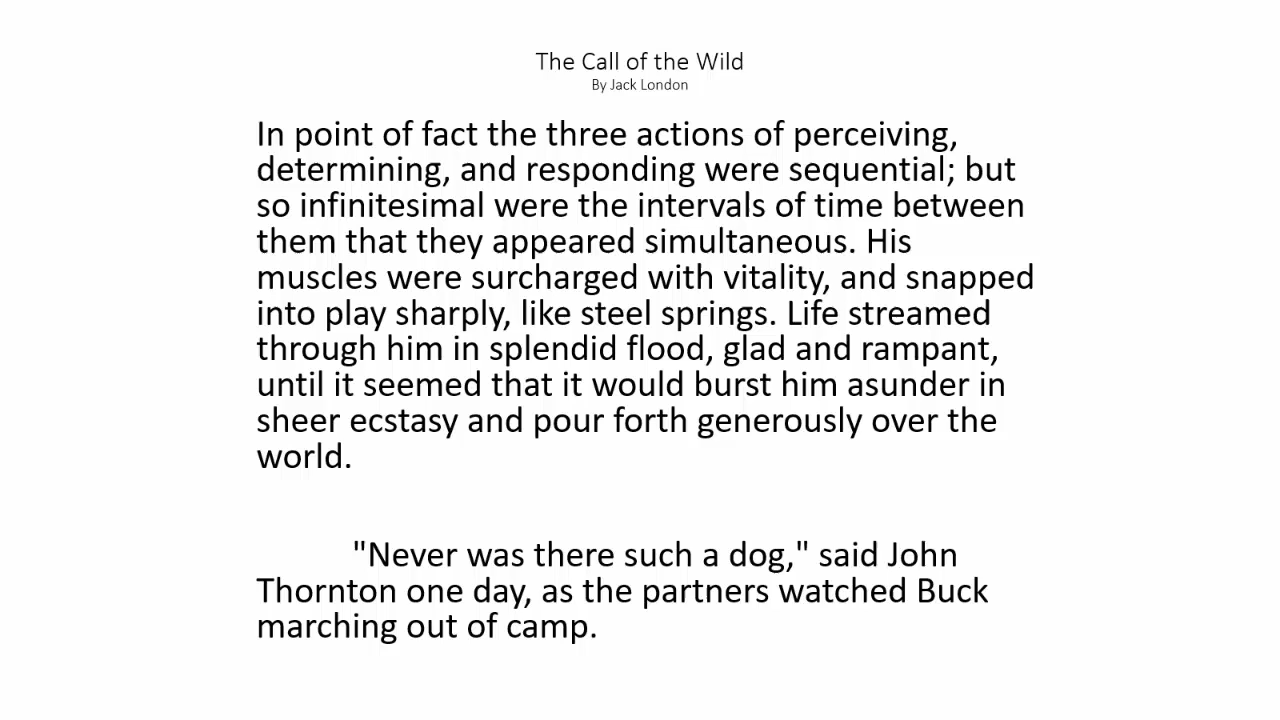 The Call of the Wild
By Jack London
In point of fact the three actions of perceiving,
determining, and responding were sequential; but
so infinitesimal were the intervals of time between
them that they appeared simultaneous. His
muscles were surcharged with vitality, and snapped
into play sharply, like steel springs. Life streamed
through him in splendid flood, glad and rampant,
until it seemed that it would burst him asunder in
sheer ecstasy and pour forth generously over the
world.
"Never was there such a dog," said John
Thornton one day, as the partners watched Buck
marching out of camp.